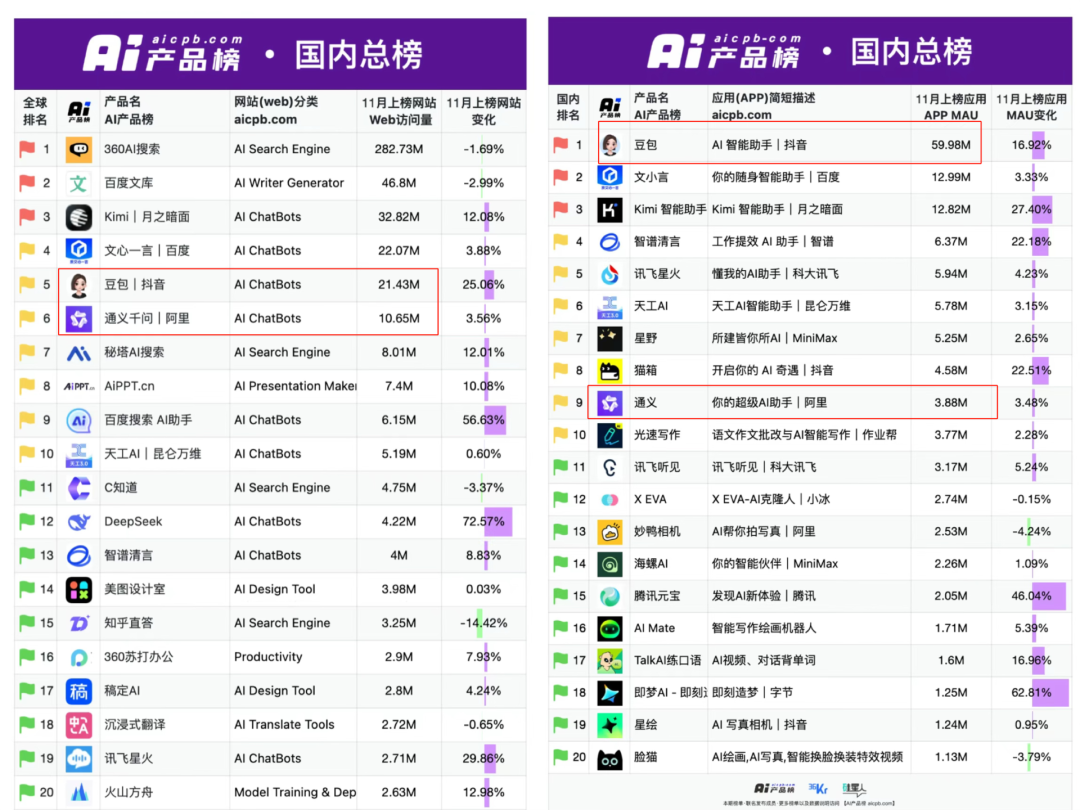 aicpb.com
Ai产品榜 · 国内总榜
全球排名 Ai产品榜 产品名 AI产品榜 网站(web)分类 aicpb.com 11月上榜网站 Web访问量 11月上榜网站 变化
1 360AI搜索 AI Search Engine 282.73M -1.69%
2 文 百度文库 AI Writer Generator 46.8M -2.99%
3 Kimi｜月之暗面 AI ChatBots 32.82M 12.08%
4 文心一言｜百度 AI ChatBots 22.07M 3.88%
5 豆包｜抖音 AI ChatBots 21.43M 25.06%
6 通义千问｜阿里 AI ChatBots 10.65M 3.56%
7 秘塔AI搜索 AI Search Engine 8.01M 12.01%
8 AiPPT.cn AiPPT.cn AI Presentation Maker 7.4M 10.08%
9 Ai 百度搜索 AI助手 AI ChatBots 6.15M 56.63%
10 天工AI｜昆仑万维 AI ChatBots 5.19M 0.60%
11 C知道 AI Search Engine 4.75M -3.37%
12 DeepSeek AI ChatBots 4.22M 72.57%
13 智谱清言 AI ChatBots 4M 8.83%
14 美图设计室 AI Design Tool 3.98M 0.03%
15 知乎直答 AI Search Engine 3.25M -14.42%
16 360苏打办公 Productivity 2.9M 7.93%
17 稿 稿定AI AI Design Tool 2.8M 4.24%
18 沉浸式翻译 AI Translate Tools 2.72M -0.65%
19 讯飞星火 AI ChatBots 2.71M 29.86%
20 火山方舟 Model Training & Dep 2.63M 12.98%
aicpb.com
Ai产品榜 · 国内总榜
国内排名 Ai产品榜 产品名 AI产品榜 应用(APP)简短描述 aicpb.com 11月上榜应用 APP MAU 11月上榜应用 MAU变化
1 豆包 AI 智能助手｜抖音 59.98M 16.92%
2 文小言 你的随身智能助手｜百度 12.99M 3.33%
3 Kimi 智能助手 Kimi 智能助手｜月之暗面 12.82M 27.40%
4 智谱清言 工作提效 AI 助手｜智谱 6.37M 22.18%
5 讯飞星火 懂我的AI助手｜科大讯飞 5.94M 4.23%
6 天工AI 天工AI智能助手｜昆仑万维 5.78M 3.15%
7 星野 所建皆你所AI｜MiniMax 5.25M 2.65%
8 猫箱 开启你的 AI 奇遇｜抖音 4.58M 22.51%
9 通义 你的超级AI助手｜阿里 3.88M 3.48%
10 光速写作 语文作文批改与AI智能写作｜作业帮 3.77M 2.28%
11 讯飞听见 讯飞听见｜科大讯飞 3.17M 5.24%
12 X EVA X EVA-AI克隆人｜小冰 2.74M -0.15%
13 妙鸭相机 AI帮你拍写真｜阿里 2.53M -4.24%
14 海螺AI 你的智能伙伴｜MiniMax 2.26M 1.09%
15 腾讯元宝 发现AI新体验｜腾讯 2.05M 46.04%
16 AI Mate 智能写作绘画机器人 1.71M 5.39%
17 TalkAI练口语 AI视频、对话背单词 1.6M 16.96%
18 即梦AI - 即刻 即刻造梦｜字节 1.25M 62.81%
19 星绘 AI 写真相机｜抖音 1.24M 0.95%
20 脸猫 AI绘画,AI写真,智能换脸换装特效视频 1.13M -3.79%
Ai产品榜 36Kr